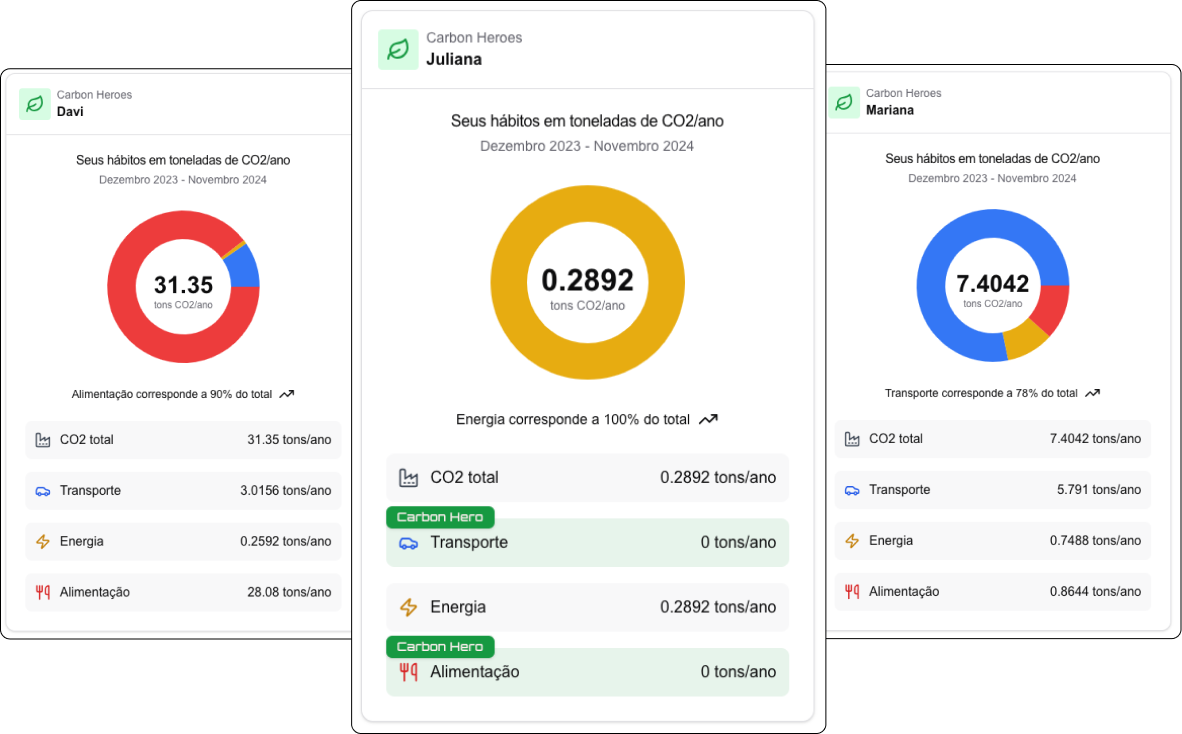 Carbon Heroes
Davi
Seus hábitos em toneladas de CO2/ano
Dezembro 2023 - Novembro 2024
31.35
tons CO2/ano
Alimentação corresponde a 90% do total
CO2 total 31.35 tons/ano
Transporte 3.0156 tons/ano
Energia 0.2592 tons/ano
Alimentação 28.08 tons/ano
Carbon Heroes
Juliana
Seus hábitos em toneladas de CO2/ano
Dezembro 2023 - Novembro 2024
0.2892
tons CO2/ano
Energia corresponde a 100% do total
CO2 total 0.2892 tons/ano
Carbon Hero
Transporte 0 tons/ano
Energia 0.2892 tons/ano
Carbon Hero
Alimentação 0 tons/ano
Carbon Heroes
Mariana
Seus hábitos em toneladas de CO2/ano
Dezembro 2023 - Novembro 2024
7.4042
tons CO2/ano
Transporte corresponde a 78% do total
CO2 total 7.4042 tons/ano
Transporte 5.791 tons/ano
Energia 0.7488 tons/ano
Alimentação 0.8644 tons/ano